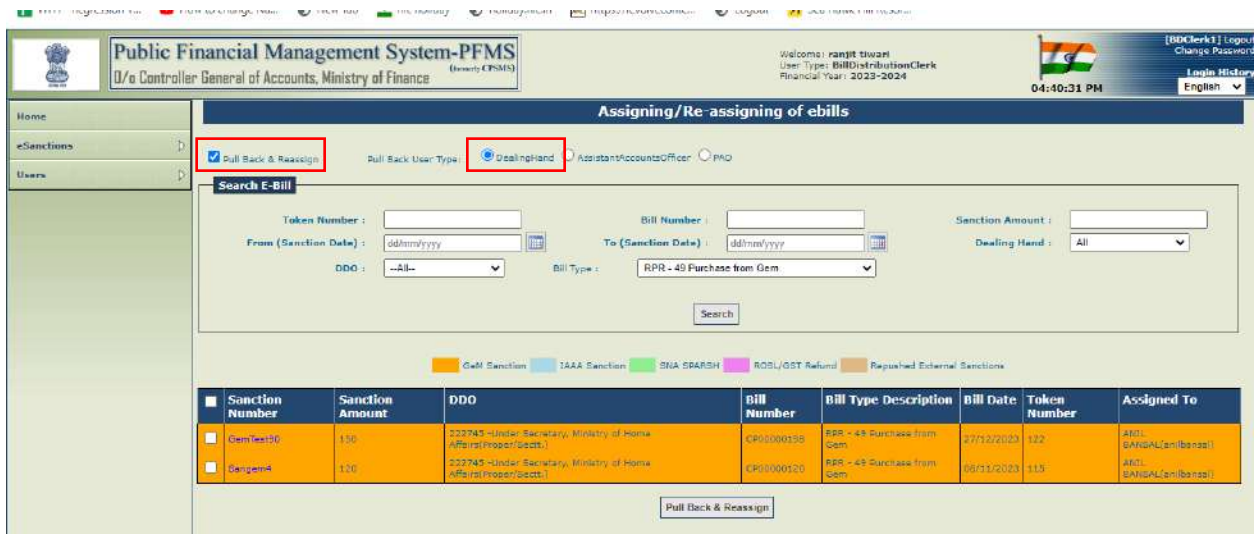 Public Financial Management System-PFMS
(formerly CPSMS)
O/o Controller General of Accounts, Ministry of Finance
Welcome: ranjit tiwari
User Type: BillDistributionClerk
Financial Year: 2023-2024
04:40:31 PM
[BDClerk1] Logout
Change Password
Login History
English
Home
eSanctions
Users
Assigning/Re-assigning of ebills
Pull Back & Reassign Pull Back User Type: DealingHand AssistantAccountsOfficer PAO
Search E-Bill
Token Number : Bill Number : Sanction Amount :
From (Sanction Date) : dd/mm/yyyy To (Sanction Date) : dd/mm/yyyy Dealing Hand : All
DDO : --All-- Bill Type : RPR - 49 Purchase from Gem
Search
GeM Sanction IAAA Sanction SNA SPARSH ROSL/GST Refund Repushed External Sanctions
Sanction Number Sanction Amount DDO Bill Number Bill Type Description Bill Date Token Number Assigned To
GemTest90 150 222745 -Under Secretary, Ministry of Home Affairs(Proper/Sectt.) RPR - 49 Purchase from Gem 27/12/2023 122 ANIL BANSAL(anilbansal)
Sangem4 120 222745 -Under Secretary, Ministry of Home Affairs(Proper/Sectt.) CP00000120 RPR - 49 Purchase from Gem 08/11/2023 115 ANIL BANSAL(anilbansal)
Pull Back & Reassign